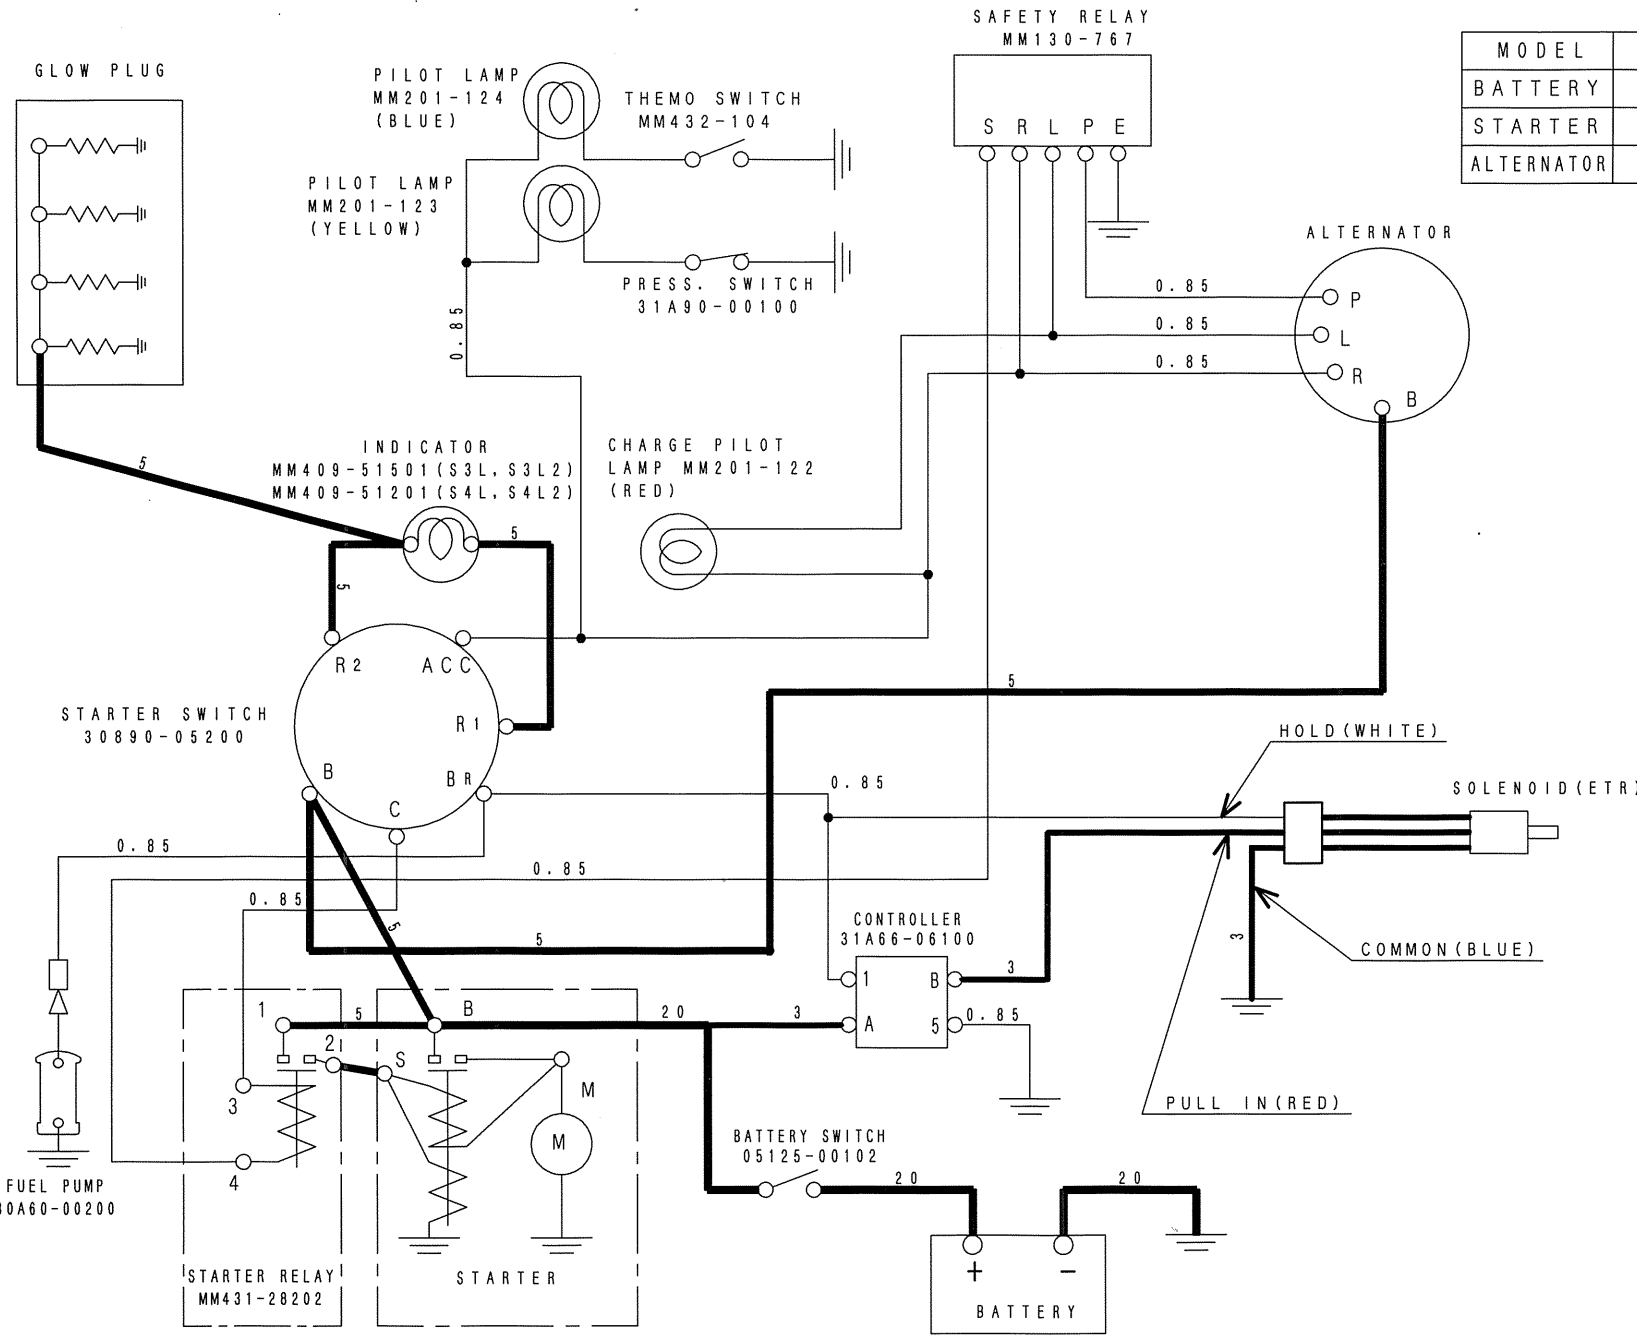 SAFETY RELAY
MM130-767
MODEL
BATTERY
STARTER
ALTERNATOR
GLOW PLUG
PILOT LAMP
MM201-124
(BLUE)
THEMO SWITCH
MM432-104
S R L P E
PILOT LAMP
MM201-123
(YELLOW)
PRESS. SWITCH
31A90-00100
0.85
ALTERNATOR
0.85
P
0.85
L
0.85
R
B
INDICATOR
MM409-51501(S3L, S3L2)
MM409-51201(S4L, S4L2)
CHARGE PILOT
LAMP MM201-122
(RED)
5
5
5
R2
ACC
R1
B
BR
C
STARTER SWITCH
30890-05200
5
HOLD(WHITE)
SOLENOID(ETR)
0.85
0.85
0.85
0.85
5
5
CONTROLLER
31A66-06100
1
B
A
5
3
3
0.85
3
COMMON(BLUE)
PULL IN(RED)
1
5
B
20
2
S
3
4
M
M
BATTERY SWITCH
05125-00102
20
20
+
-
BATTERY
FUEL PUMP
30A60-00200
STARTER RELAY
MM431-28202
STARTER